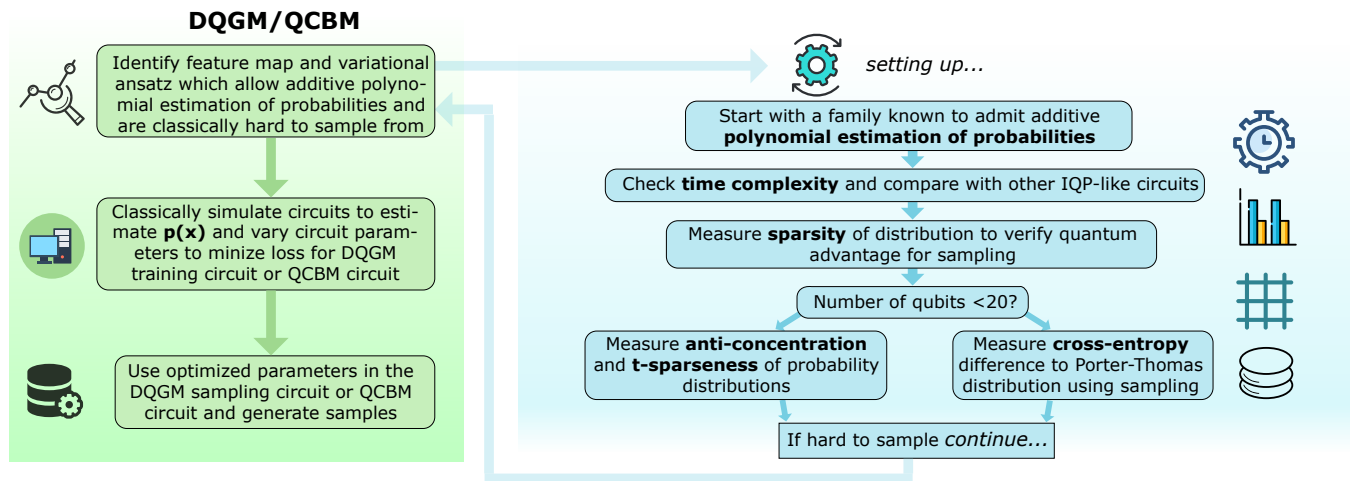 DQGM/QCBM
Identify feature map and variational
ansatz which allow additive polyno-
mial estimation of probabilities and
are classically hard to sample from
Classically simulate circuits to esti-
mate p(x) and vary circuit param-
eters to minize loss for DQGM
training circuit or QCBM circuit
Use optimized parameters in the
DQGM sampling circuit or QCBM
circuit and generate samples
setting up...
Start with a family known to admit additive
polynomial estimation of probabilities
Check time complexity and compare with other IQP-like circuits
Measure sparsity of distribution to verify quantum
advantage for sampling
Number of qubits <20?
Measure anti-concentration
and t-sparseness of probability
distributions
Measure cross-entropy
difference to Porter-Thomas
distribution using sampling
If hard to sample continue...